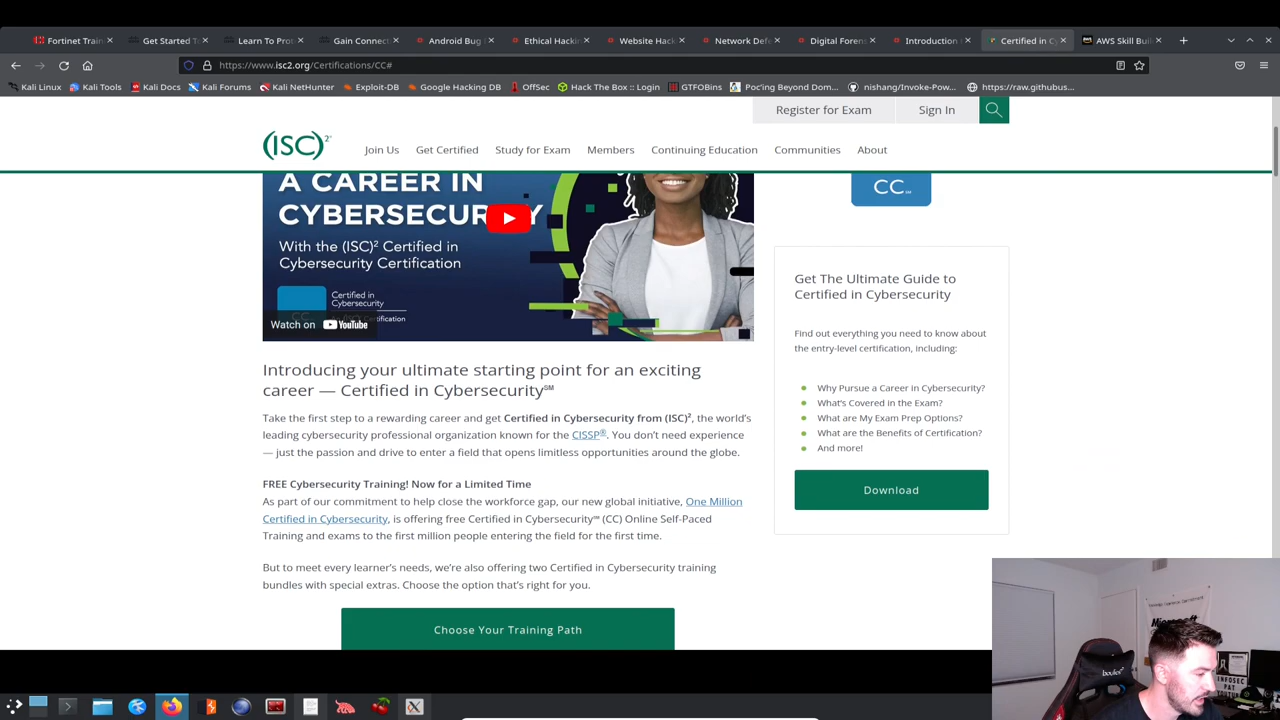 Fortinet Train
Get Started T
Learn To Pro
Gain Connect
Android Bug
Ethical Hackin
Website Hack
Network Defe
Digital Foren
Introduction
Certified in Cy
AWS Skill Buil
https://www.isc2.org/Certifications/CC#
Kali Linux
Kali Tools
Kali Docs
Kali Forums
Kali NetHunter
Exploit-DB
Google Hacking DB
OffSec
Hack The Box :: Login
GTFOBins
Poc'ing Beyond Dom...
nishang/Invoke-Pow...
https://raw.githubus...
Register for Exam
Sign In
(ISC)²
Join Us
Get Certified
Study for Exam
Members
Continuing Education
Communities
About
A CAREER IN
CYBERSECURITY
With the (ISC)² Certified in
Cybersecurity Certification
Certified in
Cybersecurity
CC
Certification
Watch on YouTube
CC℠
Introducing your ultimate starting point for an exciting
career — Certified in Cybersecurity℠
Take the first step to a rewarding career and get Certified in Cybersecurity from (ISC)², the world's
leading cybersecurity professional organization known for the CISSP®. You don't need experience
— just the passion and drive to enter a field that opens limitless opportunities around the globe.
FREE Cybersecurity Training! Now for a Limited Time
As part of our commitment to help close the workforce gap, our new global initiative, One Million
Certified in Cybersecurity, is offering free Certified in Cybersecurity℠ (CC) Online Self-Paced
Training and exams to the first million people entering the field for the first time.
But to meet every learner's needs, we're also offering two Certified in Cybersecurity training
bundles with special extras. Choose the option that's right for you.
Choose Your Training Path
Get The Ultimate Guide to
Certified in Cybersecurity
Find out everything you need to know about
the entry-level certification, including:
Why Pursue a Career in Cybersecurity?
What's Covered in the Exam?
What are My Exam Prep Options?
What are the Benefits of Certification?
And more!
Download
Microsoft
INFOSEC
PAT